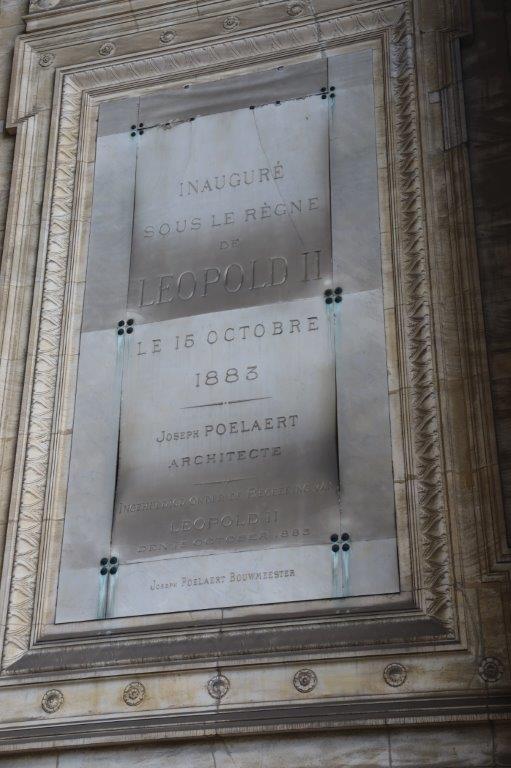 INAUGURÉ
SOUS LE RÈGNE
DE
LEOPOLD II
LE 15 OCTOBRE
1883
JOSEPH POELAERT
ARCHITECTE
INGEHULDIGD ONDER DE REGEERING VAN
LEOPOLD II
DEN 15 OCTOBER 1883
JOSEPH POELAERT BOUWMEESTER